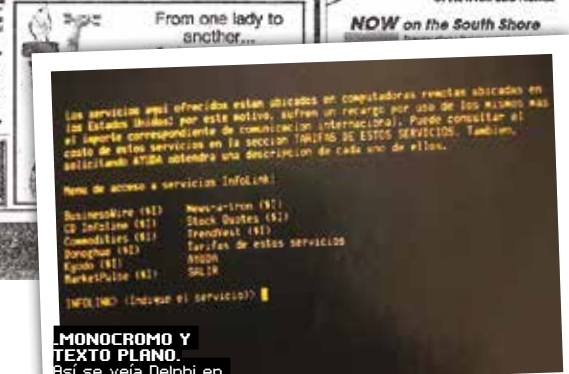 From one lady to
another...
NOW on the South Shore
Los servicios aqui ofrecidos estan ubicados en computadoras remotas ubicadas en
los Estados Unidos; por este motivo, sufren un recargo por uso de los mismos mas
el importe correspondiente de comunicacion internacional. Puede consultar el
costo de estos servicios en la seccion TARIFAS DE ESTOS SERVICIOS. Tambien,
solicitando AYUDA obtendra una descripcion de cada uno de ellos.
Menu de acceso a servicios InfoLink:
BusinessWire ($I) News-a-tron ($I)
CD Infoline ($I) Stock Quotes ($I)
Commodities ($I) TrendVest ($I)
Donoghue ($I) Tarifas de estos servicios
Kyodo ($I) AYUDA
MarketPulse ($I) SALIR
INFOLINK> (Indique el servicio)>
.MONOCROMO Y
TEXTO PLANO.
Así se veía Delphi en